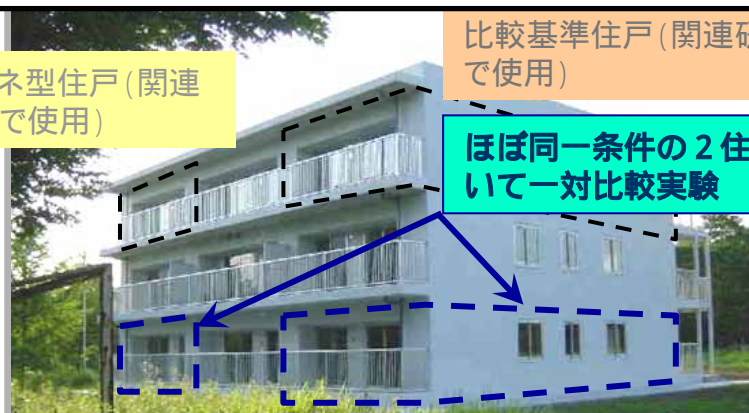 ネ型住戸(関連
で使用)
比較基準住戸(関連研
で使用)
ほぼ同一条件の2住
いて一対比較実験